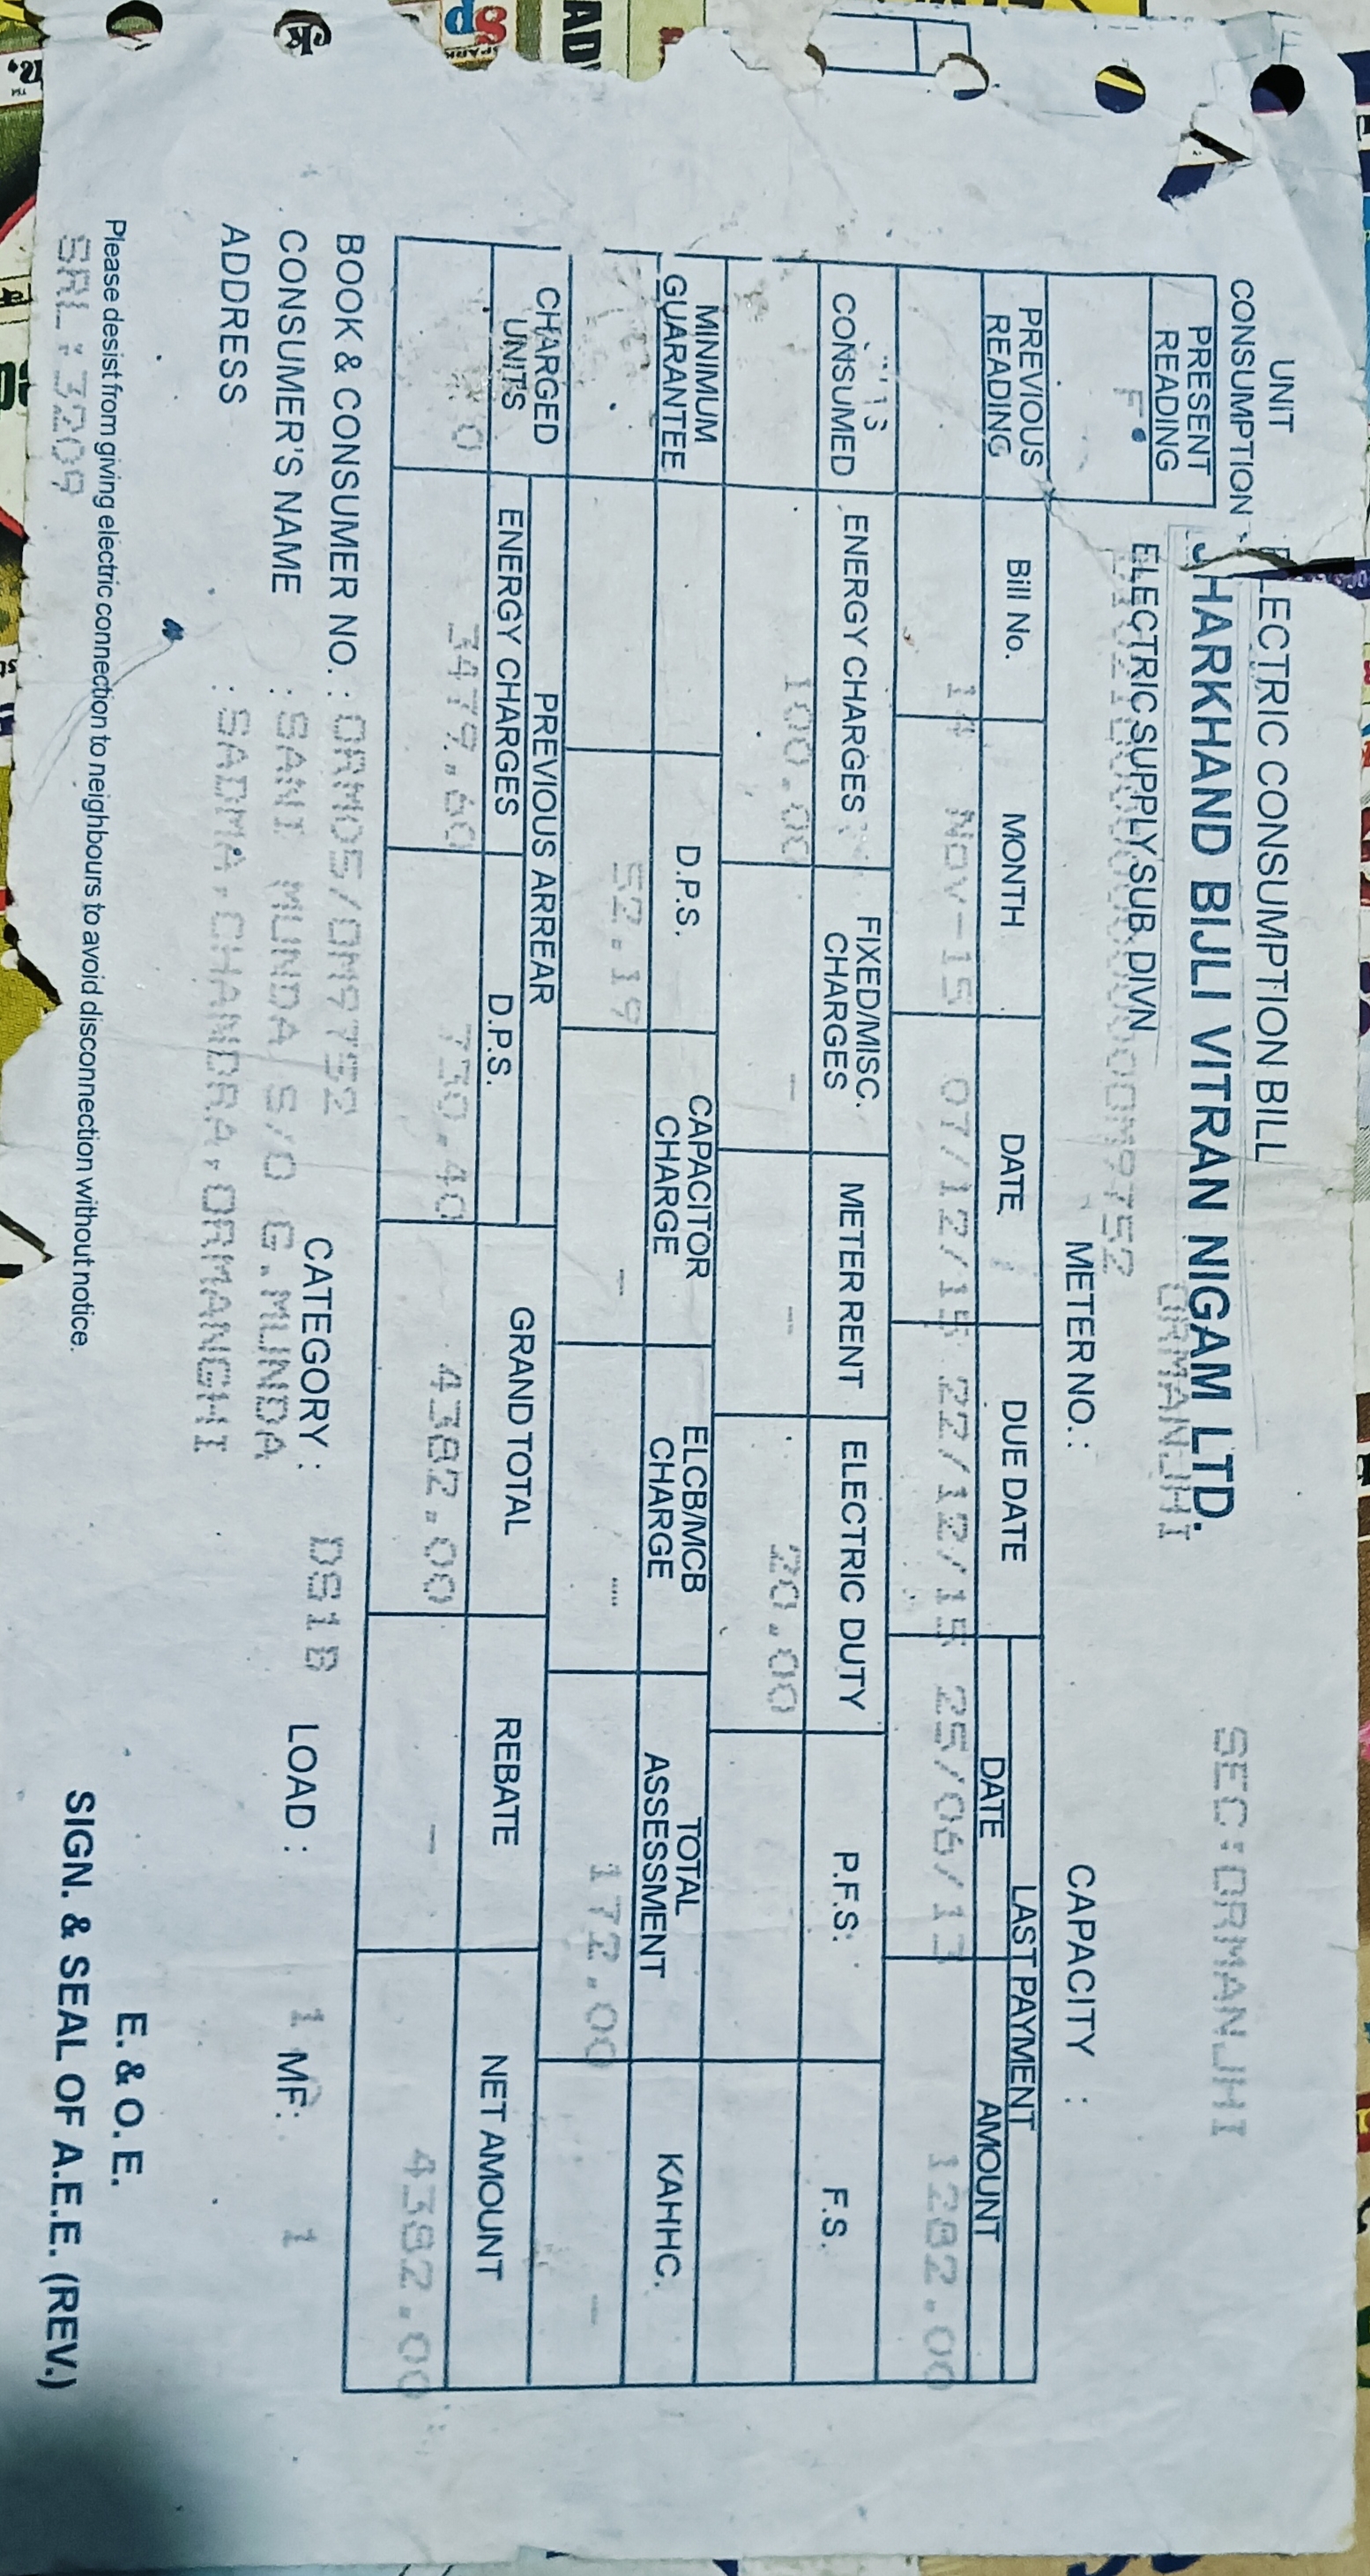 ELECTRIC CONSUMPTION BILL
UNIT CONSUMPTION
JHARKHAND BIJLI VITRAN NIGAM LTD.
SEC:ORMANJHI
ELECTRIC SUPPLY SUB. DIVN ORMANJHI
PRESENT READING
F
METER NO. :
CAPACITY :
PREVIOUS READING
Bill No. MONTH DATE DUE DATE LAST PAYMENT
DATE AMOUNT
14 Nov-15 07/12/15 22/12/15 25/06/13 1282.00
CONSUMED ENERGY CHARGES FIXED/MISC. CHARGES METER RENT ELECTRIC DUTY P.F.S: F.S.
100.00 - - 20.00
MINIMUM GUARANTEE D.P.S. CAPACITOR CHARGE ELCB/MCB CHARGE TOTAL ASSESSMENT KAHHC.
52.19 - - 172.00 -
CHARGED UNITS PREVIOUS ARREAR GRAND TOTAL REBATE NET AMOUNT
ENERGY CHARGES D.P.S.
3479.60 730.40 4382.00 - 4382.00
BOOK & CONSUMER NO. : ORM05/OM9752 CATEGORY : DS1B LOAD : 1 MF: 1
CONSUMER'S NAME : SANI MUNDA S/O G.MUNDA
ADDRESS : SADMA,CHANDRA,ORMANGHI
E. & O. E.
Please desist from giving electric connection to neighbours to avoid disconnection without notice.
SRL:3209
SIGN. & SEAL OF A.E.E. (REV.)